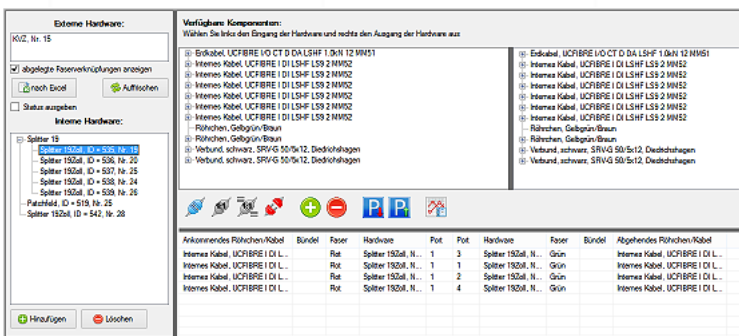 Externe Hardware:
KVZ, Nr. 15
abgelegte Faserverknüpfungen anzeigen
nach Excel
Auffrischen
Status ausgeben
Interne Hardware:
Splitter 19
Splitter 19Zoll, ID = 535, Nr. 19
Splitter 19Zoll, ID = 536, Nr. 20
Splitter 19Zoll, ID = 537, Nr. 25
Splitter 19Zoll, ID = 538, Nr. 24
Splitter 19Zoll, ID = 539, Nr. 26
Patchfeld, ID = 519, Nr. 25
Splitter 19Zoll, ID = 542, Nr. 28
Hinzufügen
Löschen
Verfügbare Komponenten:
Wählen Sie links den Eingang der Hardware und rechts den Ausgang der Hardware aus
Erdkabel, UCFIBRE I/O CT D DA LSHF 1.0kN 12 MM51
Internes Kabel, UCFIBRE I DI LSHF LS9 2 MM52
Internes Kabel, UCFIBRE I DI LSHF LS9 2 MM52
Internes Kabel, UCFIBRE I DI LSHF LS9 2 MM52
Internes Kabel, UCFIBRE I DI LSHF LS9 2 MM52
Internes Kabel, UCFIBRE I DI LSHF LS9 2 MM52
Röhrchen, Gelbgrün/Braun
Röhrchen, Gelbgrün/Braun
Verbund, schwarz, SRV-G 50/5x12, Diedrichshagen
Verbund, schwarz, SRV-G 50/5x12, Diedrichshagen
Erdkabel, UCFIBRE I/O CT D DA LSHF 1.0kN 12 MM51
Internes Kabel, UCFIBRE I DI LSHF LS9 2 MM52
Internes Kabel, UCFIBRE I DI LSHF LS9 2 MM52
Internes Kabel, UCFIBRE I DI LSHF LS9 2 MM52
Internes Kabel, UCFIBRE I DI LSHF LS9 2 MM52
Internes Kabel, UCFIBRE I DI LSHF LS9 2 MM52
Röhrchen, Gelbgrün/Braun
Röhrchen, Gelbgrün/Braun
Verbund, schwarz, SRV-G 50/5x12, Diedrichshagen
Verbund, schwarz, SRV-G 50/5x12, Diedrichshagen
P P
Ankommendes Röhrchen/Kabel Bündel Faser Hardware Port Port Hardware Faser Bündel Abgehendes Röhrchen/Kabel
Internes Kabel, UCFIBRE I DI L... Rot Splitter 19Zoll, N... 1 3 Splitter 19Zoll, N... Grün Internes Kabel, UCFIBRE I DI L...
Internes Kabel, UCFIBRE I DI L... Rot Splitter 19Zoll, N... 1 1 Splitter 19Zoll, N... Grün Internes Kabel, UCFIBRE I DI L...
Internes Kabel, UCFIBRE I DI L... Rot Splitter 19Zoll, N... 1 2 Splitter 19Zoll, N... Grün Internes Kabel, UCFIBRE I DI L...
Internes Kabel, UCFIBRE I DI L... Rot Splitter 19Zoll, N... 1 4 Splitter 19Zoll, N... Grün Internes Kabel, UCFIBRE I DI L...